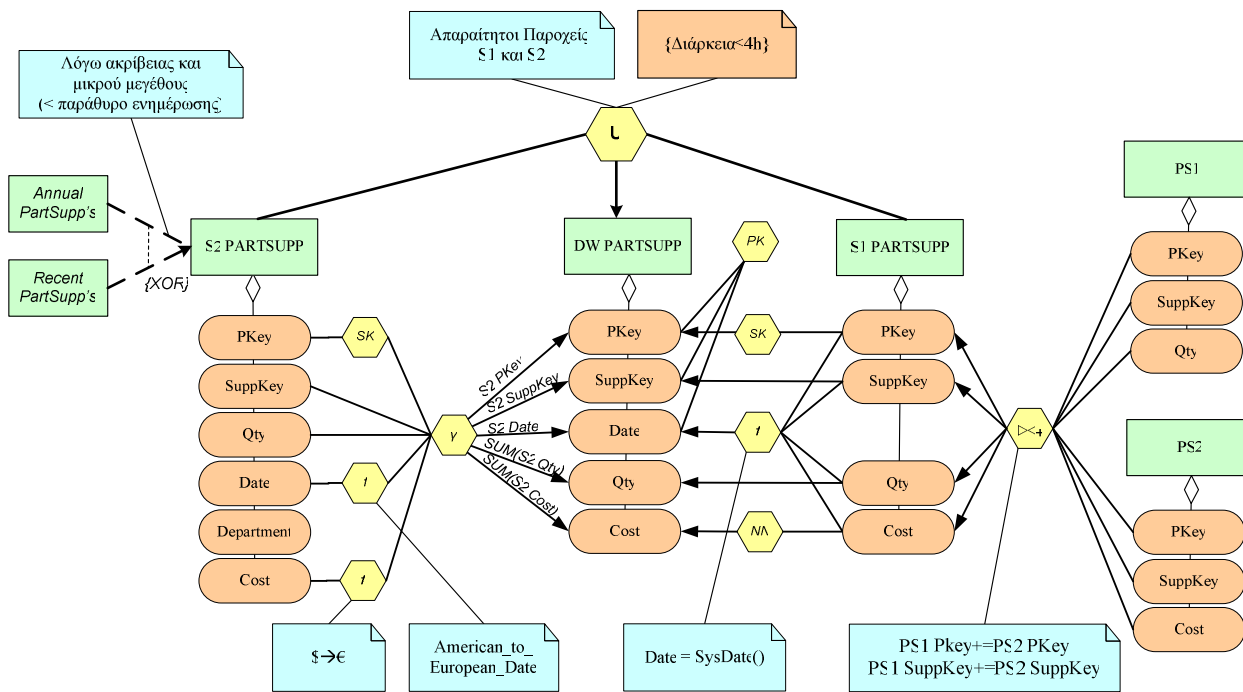 Απαραίτητοι Παροχείς
S1 και S2
{Διάρκεια<4h}
Λόγω ακρίβειας και
μικρού μεγέθους
(< παράθυρο ενημέρωσης)
U
Annual
PartSupp's
Recent
PartSupp's
{XOR}
S2 PARTSUPP
DW PARTSUPP
S1 PARTSUPP
PK
PS1
PKey
SuppKey
Qty
PS2
PKey
SuppKey
Cost
PKey
SuppKey
Qty
Date
Department
Cost
SK
f
f
γ
S2 PKey
S2 SuppKey
S2 Date
SUM(S2 Qty)
SUM(S2 Cost)
PKey
SuppKey
Date
Qty
Cost
SK
f
NN
PKey
SuppKey
Qty
Cost
$→€
American_to_
European_Date
Date = SysDate()
PS1 Pkey+=PS2 PKey
PS1 SuppKey+=PS2 SuppKey